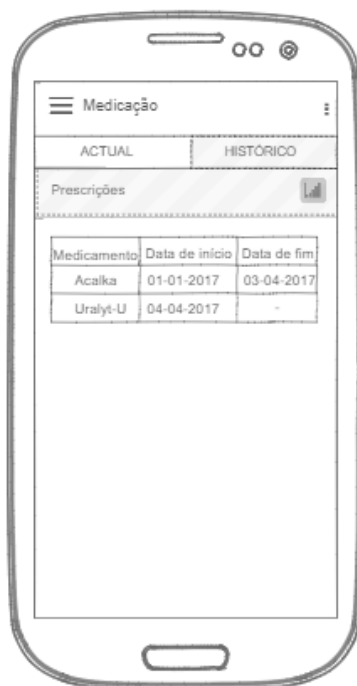 Medicação
ACTUAL HISTÓRICO
Prescrições
Medicamento Data de início Data de fim
Acalka 01-01-2017 03-04-2017
Uralyt-U 04-04-2017 -